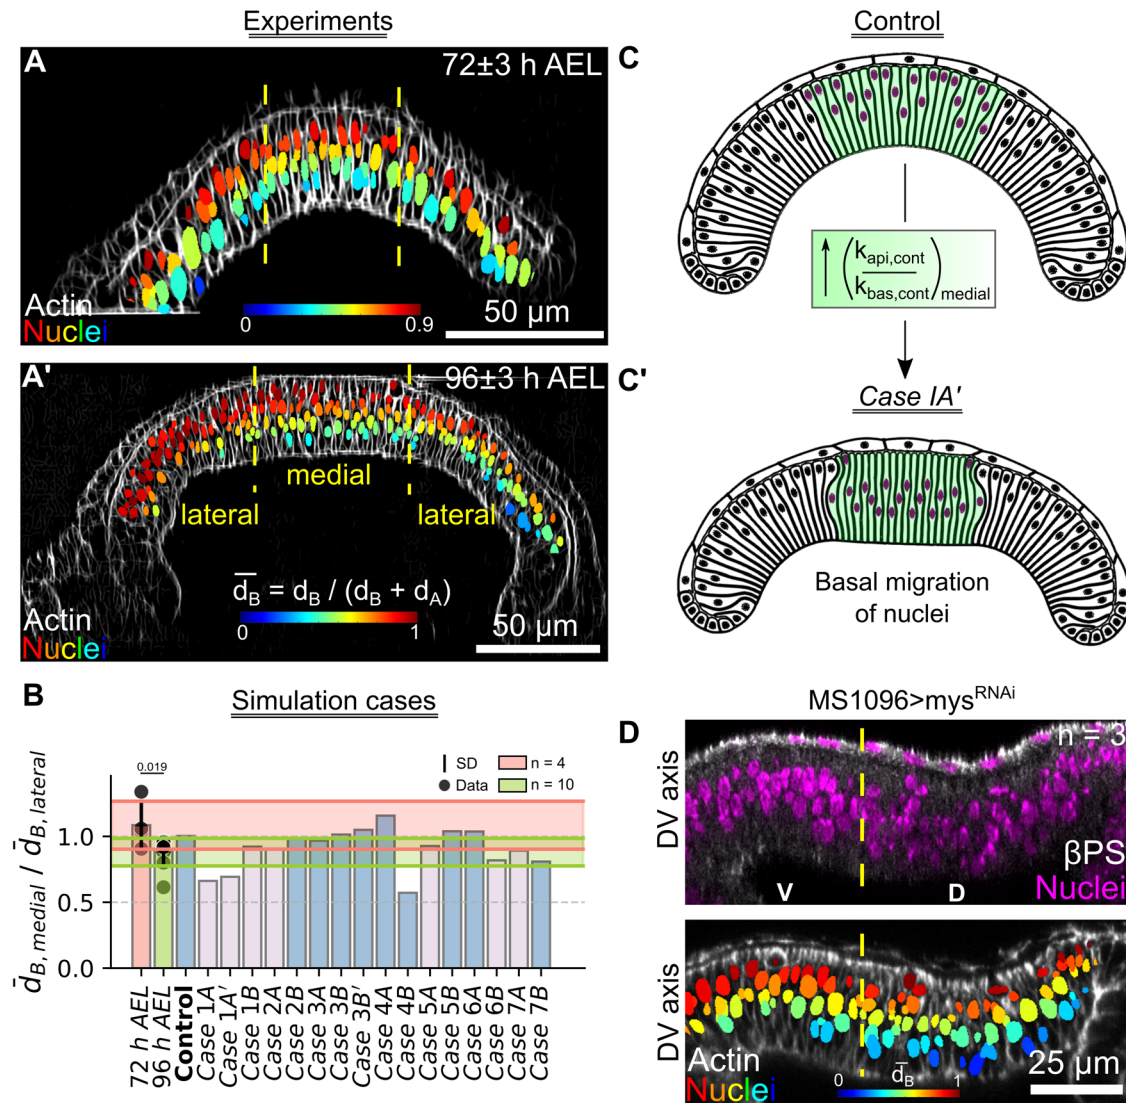 Experiments
A
72±3 h AEL
Actin
Nuclei
0
0.9
50 µm
A'
96±3 h AEL
medial
lateral
lateral
d̄B = dB / (dB + dA)
Actin
Nuclei
0
1
50 µm
Control
C
kapi,cont
kbas,cont
medial
C'
Case IA'
Basal migration
of nuclei
B
Simulation cases
0.019
SD
Data
n = 4
n = 10
d̄B, medial / d̄B, lateral
1.0
0.5
0.0
72 h AEL
96 h AEL
Control
Case 1A
Case 1A'
Case 1B
Case 2A
Case 2B
Case 3A
Case 3B
Case 3B'
Case 4A
Case 4B
Case 5A
Case 5B
Case 6A
Case 6B
Case 7A
Case 7B
MS1096>mysRNAi
D
n = 3
DV axis
βPS
Nuclei
V
D
DV axis
Actin
Nuclei
0
d̄B
1
25 µm